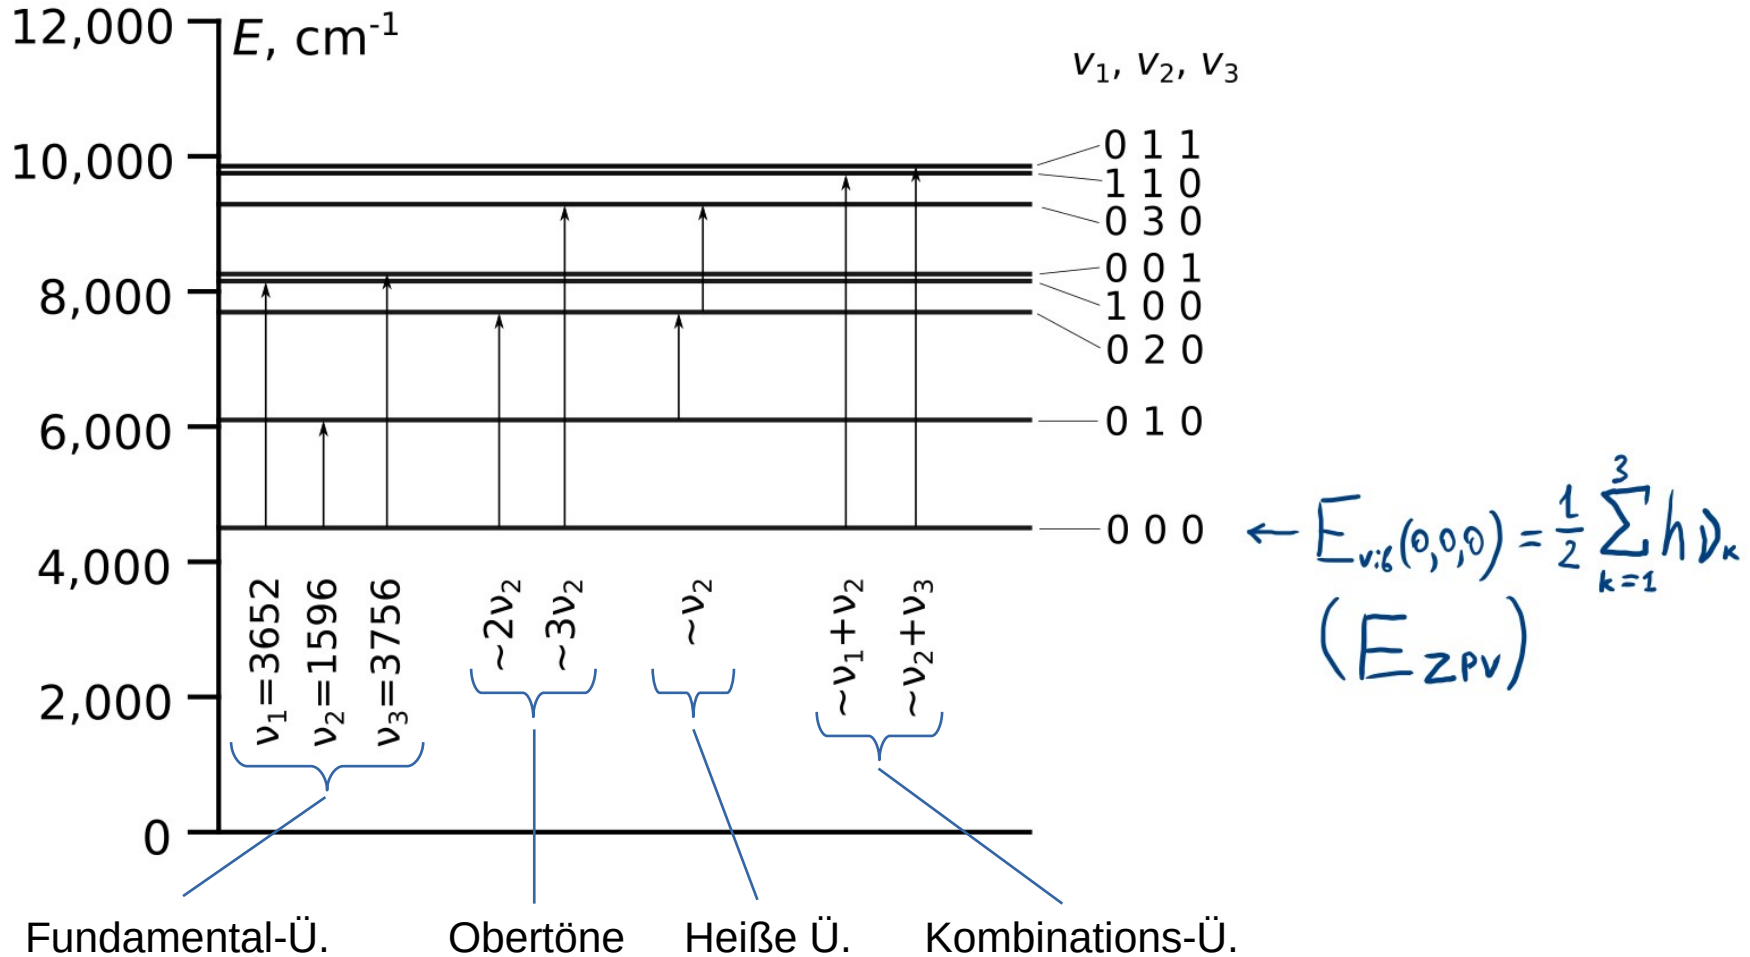 12,000
E, cm-1
v1, v2, v3
10,000
0 1 1
1 1 0
0 3 0
0 0 1
8,000
1 0 0
0 2 0
6,000
0 1 0
0 0 0
← Evib(0,0,0) = 1/2 3∑k=1 hνk
(EZPV)
4,000
2,000
0
ν1=3652
ν2=1596
ν3=3756
~2ν2
~3ν2
~ν2
~ν1+ν2
~ν2+ν3
Fundamental-Ü.
Obertöne
Heiße Ü.
Kombinations-Ü.